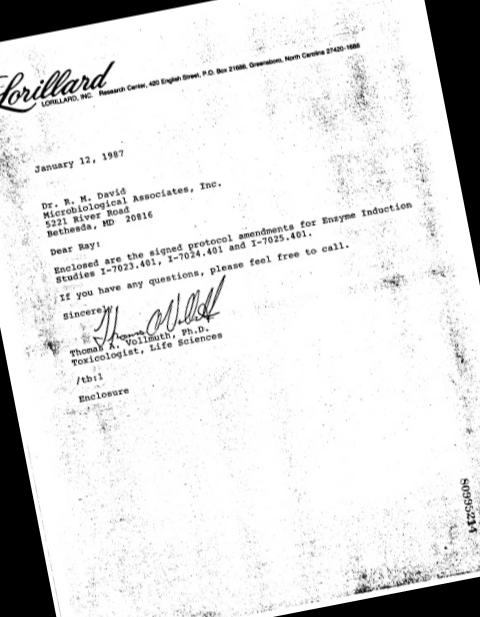 Lorillard
LORILLARD, INC. Research Center, 420 English Street, P.O. Box 21688, Greensboro, North Carolina 27420-1688
January 12, 1987
Dr. R. M. David
Microbiological Associates, Inc.
5221 River Road
Bethesda, MD 20816
Dear Ray:
Enclosed are the signed protocol amendments for Enzyme Induction
Studies I-7023.401, I-7024.401 and I-7025.401.
If you have any questions, please feel free to call.
Sincerely
Thomas A. Vollmuth, Ph.D.
Toxicologist, Life Sciences
/tb:l
Enclosure
80995214